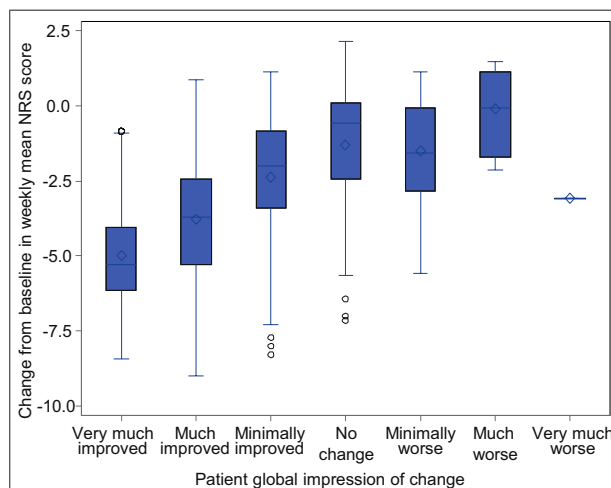 Change from baseline in weekly mean NRS score
2.5
0.0
-2.5
-5.0
-7.5
-10.0
Very much improved
Much improved
Minimally improved
No change
Minimally worse
Much worse
Very much worse
Patient global impression of change